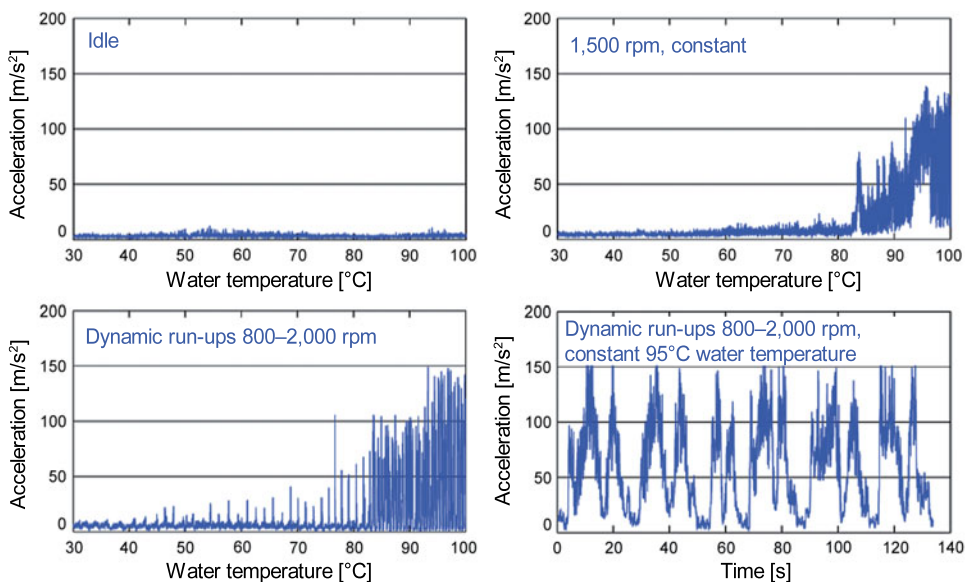 200
150
100
50
0
Acceleration [m/s²]
Idle
30 40 50 60 70 80 90 100
Water temperature [°C]
200
150
100
50
0
Acceleration [m/s²]
1,500 rpm, constant
30 40 50 60 70 80 90 100
Water temperature [°C]
200
150
100
50
0
Acceleration [m/s²]
Dynamic run-ups 800–2,000 rpm
30 40 50 60 70 80 90 100
Water temperature [°C]
200
150
100
50
0
Acceleration [m/s²]
Dynamic run-ups 800–2,000 rpm,
constant 95°C water temperature
0 20 40 60 80 100 120 140
Time [s]